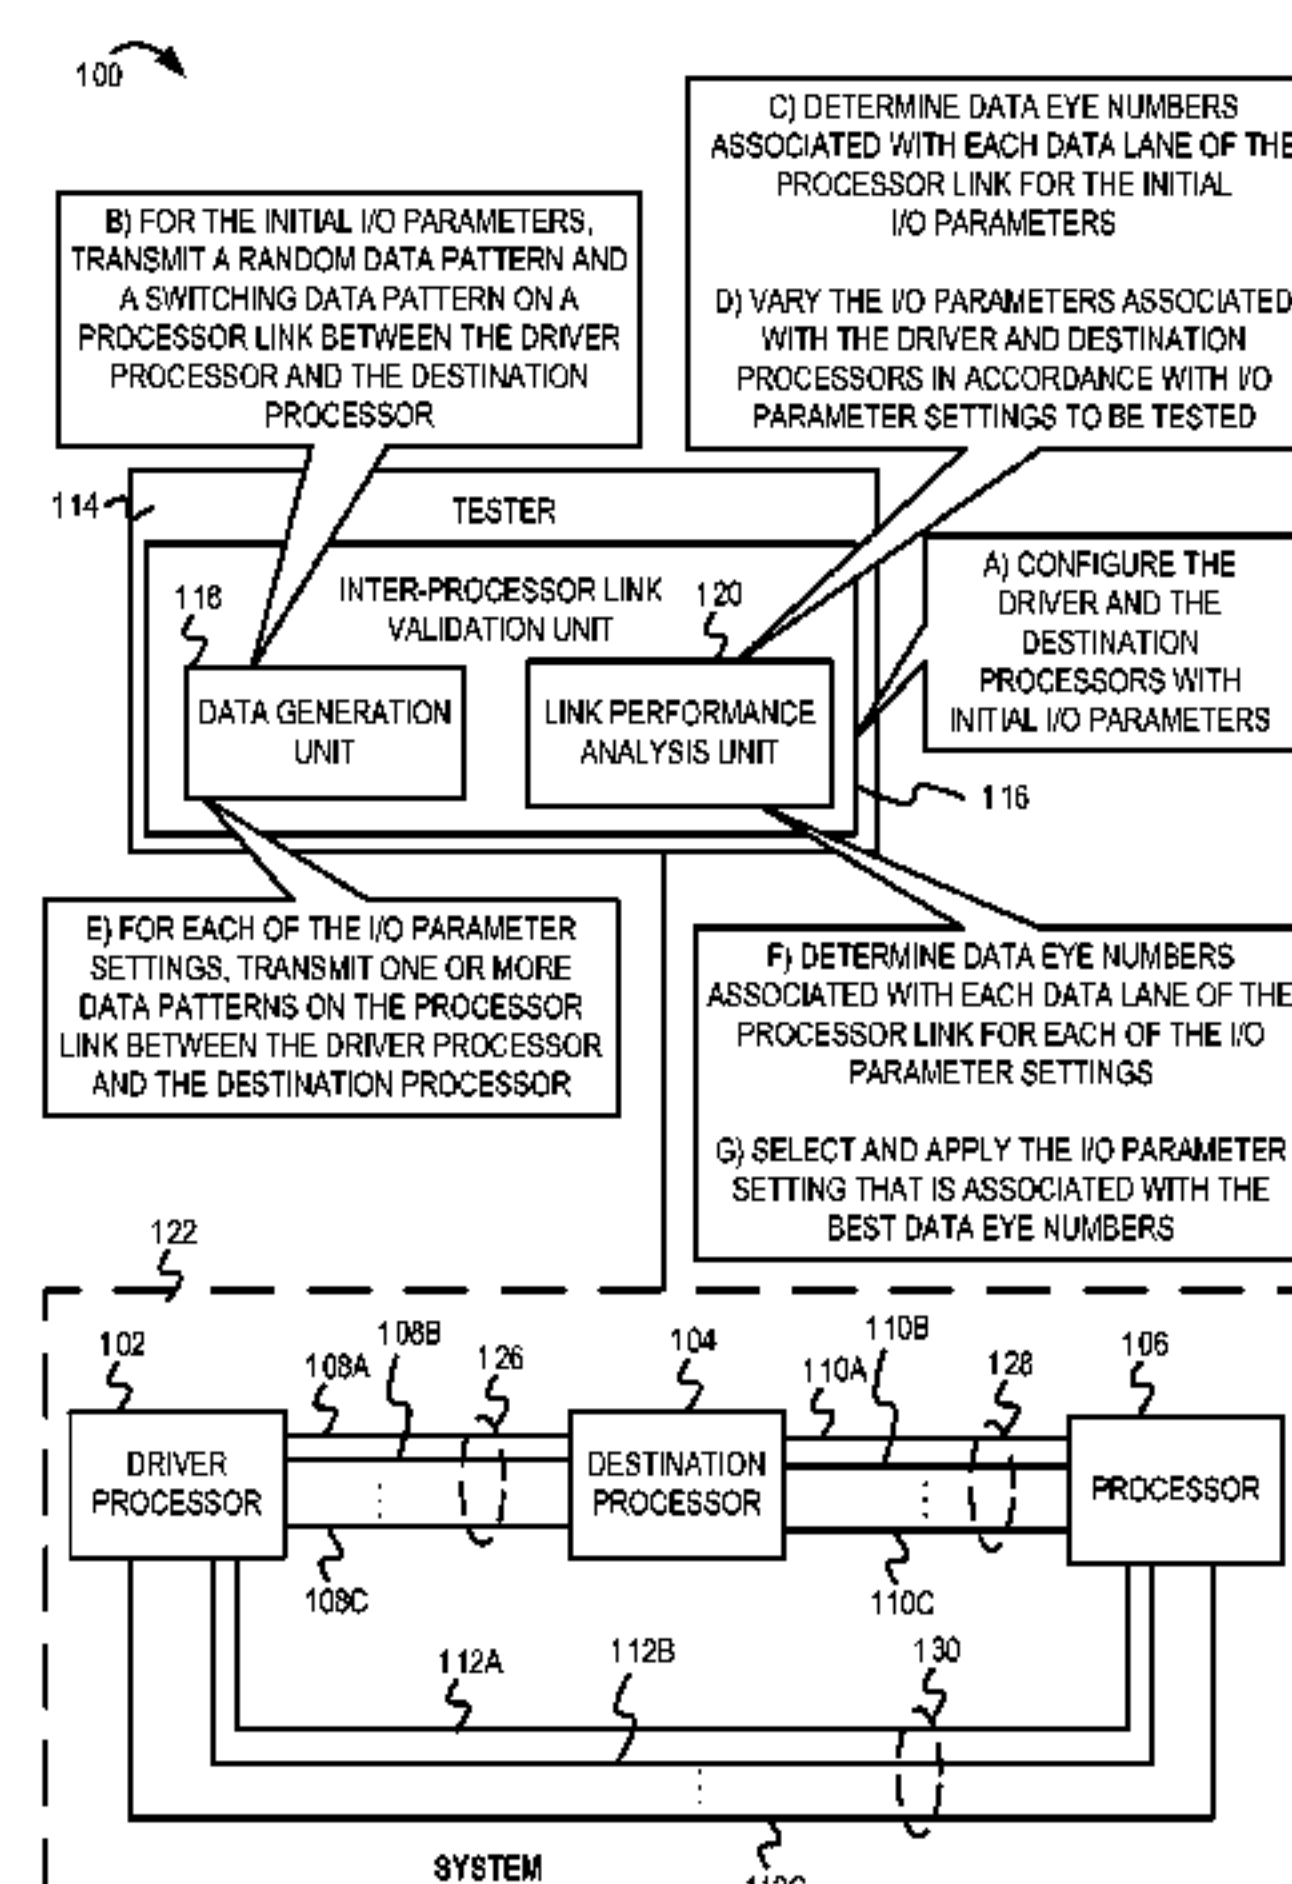 100
C) DETERMINE DATA EYE NUMBERS
ASSOCIATED WITH EACH DATA LANE OF THE
PROCESSOR LINK FOR THE INITIAL
I/O PARAMETERS
D) VARY THE I/O PARAMETERS ASSOCIATED
WITH THE DRIVER AND DESTINATION
PROCESSORS IN ACCORDANCE WITH I/O
PARAMETER SETTINGS TO BE TESTED
B) FOR THE INITIAL I/O PARAMETERS,
TRANSMIT A RANDOM DATA PATTERN AND
A SWITCHING DATA PATTERN ON A
PROCESSOR LINK BETWEEN THE DRIVER
PROCESSOR AND THE DESTINATION
PROCESSOR
114
TESTER
A) CONFIGURE THE
DRIVER AND THE
DESTINATION
PROCESSORS WITH
INITIAL I/O PARAMETERS
INTER-PROCESSOR LINK
VALIDATION UNIT
118
120
DATA GENERATION
UNIT
LINK PERFORMANCE
ANALYSIS UNIT
116
E) FOR EACH OF THE I/O PARAMETER
SETTINGS, TRANSMIT ONE OR MORE
DATA PATTERNS ON THE PROCESSOR
LINK BETWEEN THE DRIVER PROCESSOR
AND THE DESTINATION PROCESSOR
F) DETERMINE DATA EYE NUMBERS
ASSOCIATED WITH EACH DATA LANE OF THE
PROCESSOR LINK FOR EACH OF THE I/O
PARAMETER SETTINGS
G) SELECT AND APPLY THE I/O PARAMETER
SETTING THAT IS ASSOCIATED WITH THE
BEST DATA EYE NUMBERS
122
102
108A
108B
126
104
110A
110B
128
106
DRIVER
PROCESSOR
DESTINATION
PROCESSOR
PROCESSOR
108C
110C
112A
112B
130
SYSTEM